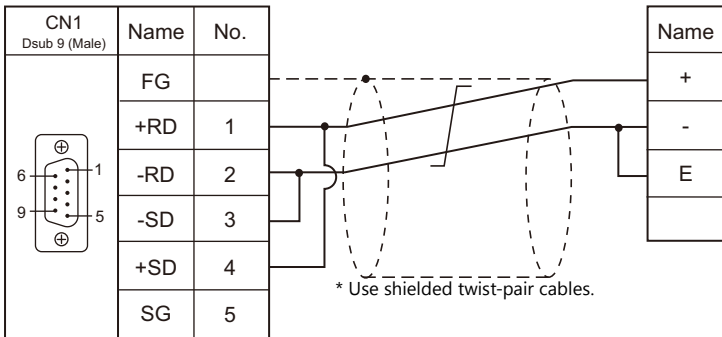 CN1
Dsub 9 (Male)
Name No.
Name
FG
+
+RD 1
-
6 1
-RD 2
E
9 5
-SD 3
+SD 4
* Use shielded twist-pair cables.
SG 5